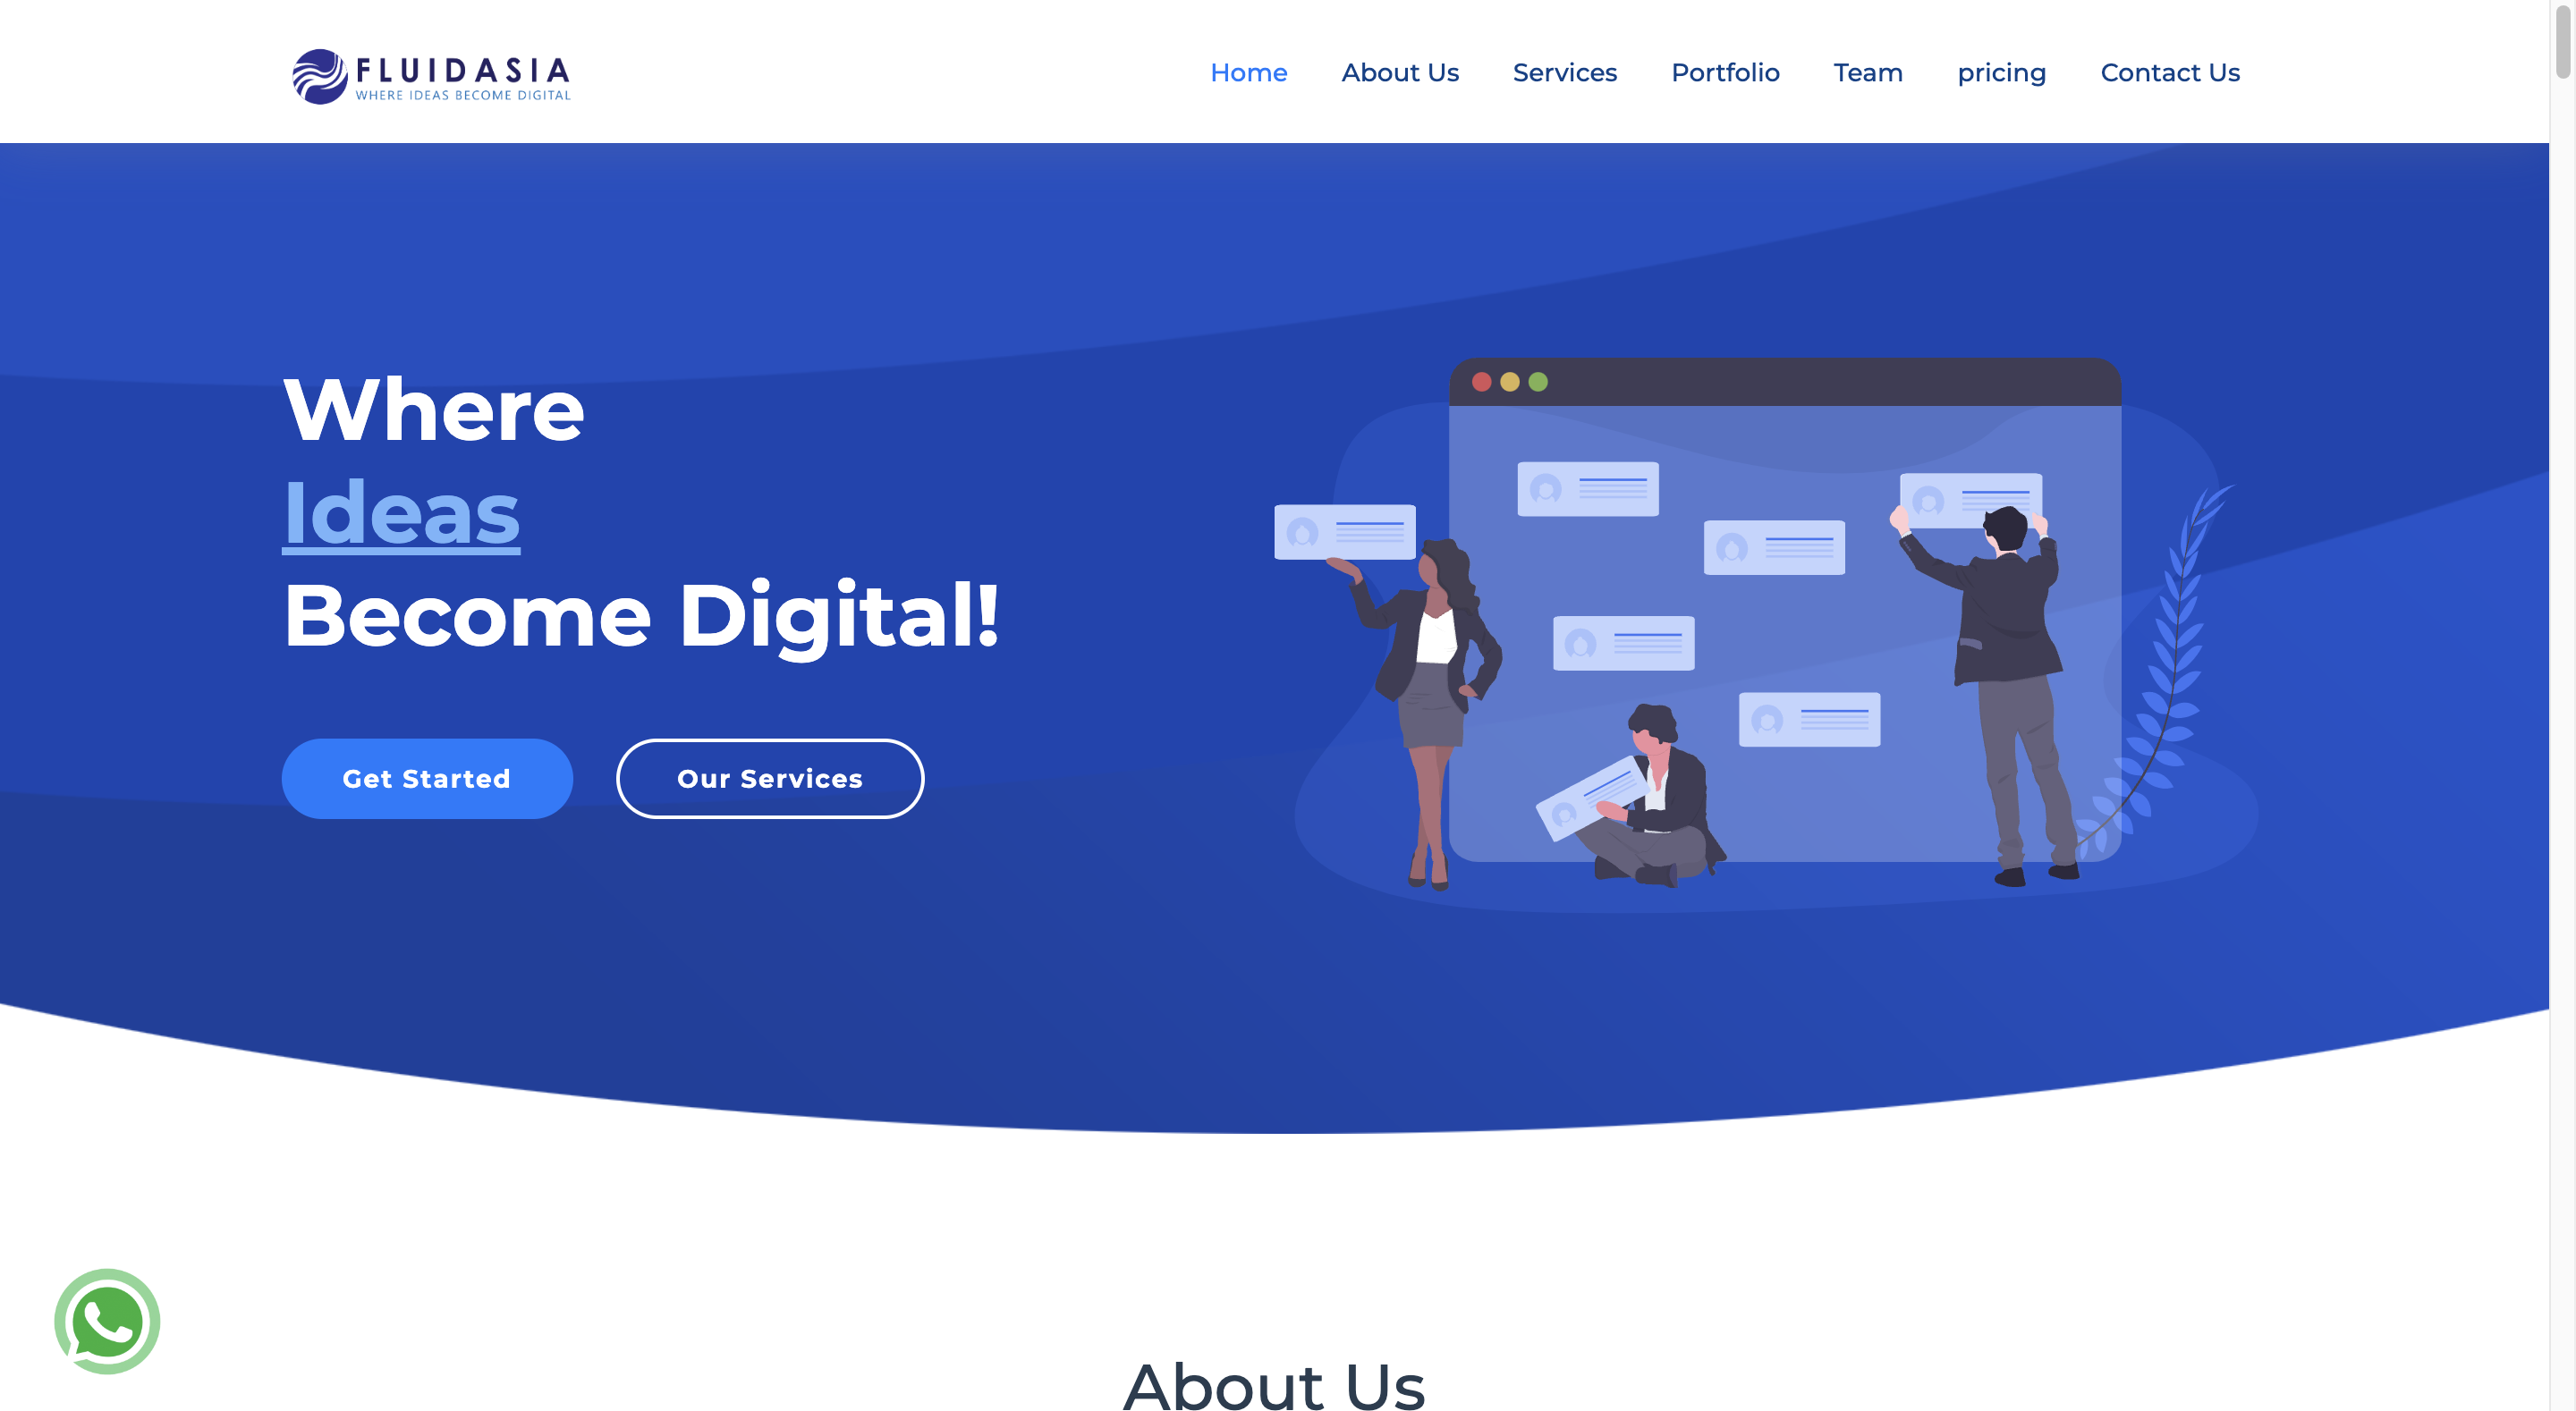 FLUIDASIA
WHERE IDEAS BECOME DIGITAL
Home About Us Services Portfolio Team pricing Contact Us
Where
Ideas
Become Digital!
Get Started Our Services
About Us